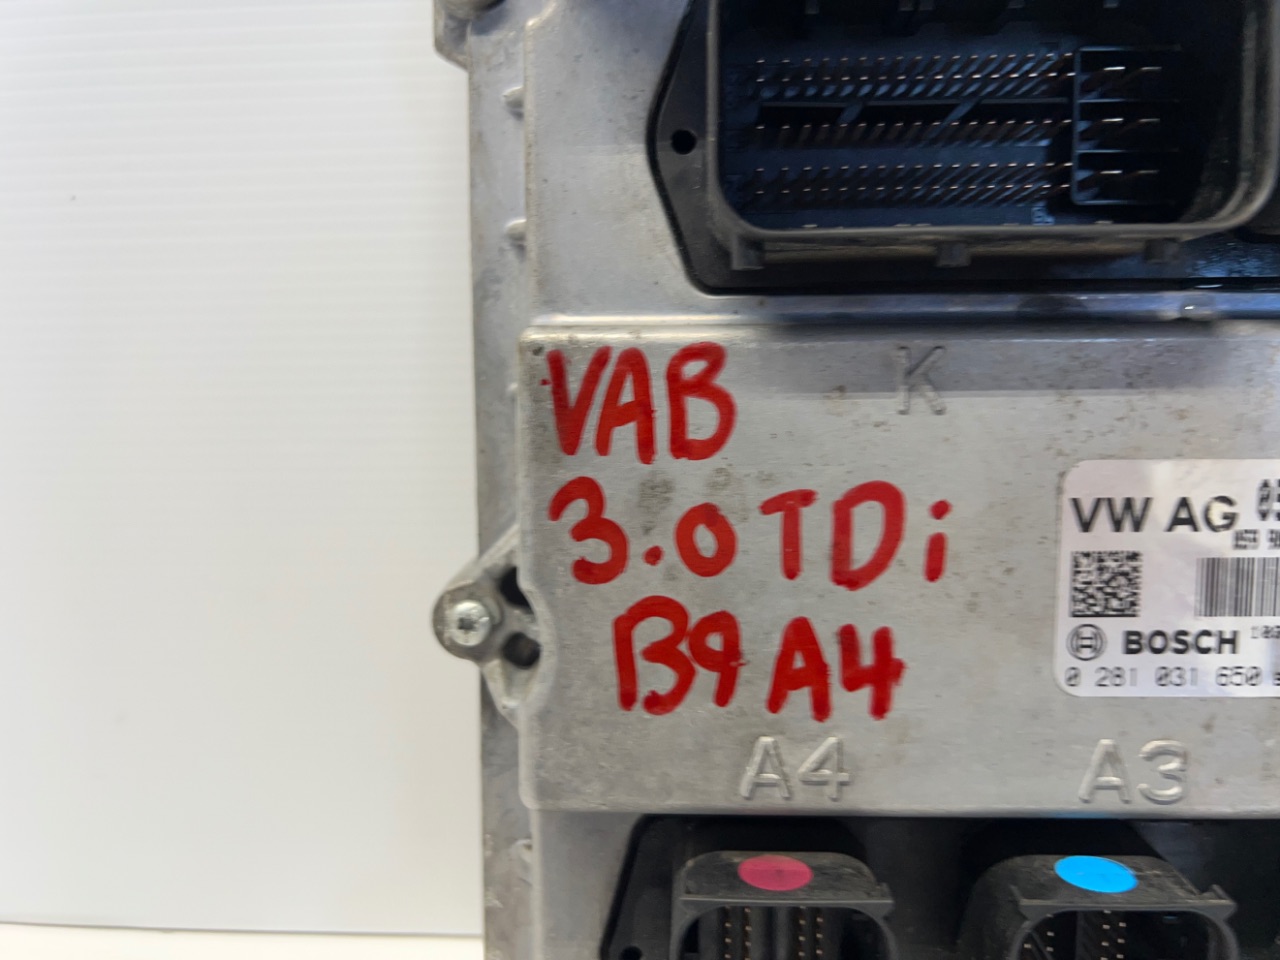 K
VAB
3.0 TDi
B9 A4
VW AG
BOSCH
0 281 031 650
A4
A3